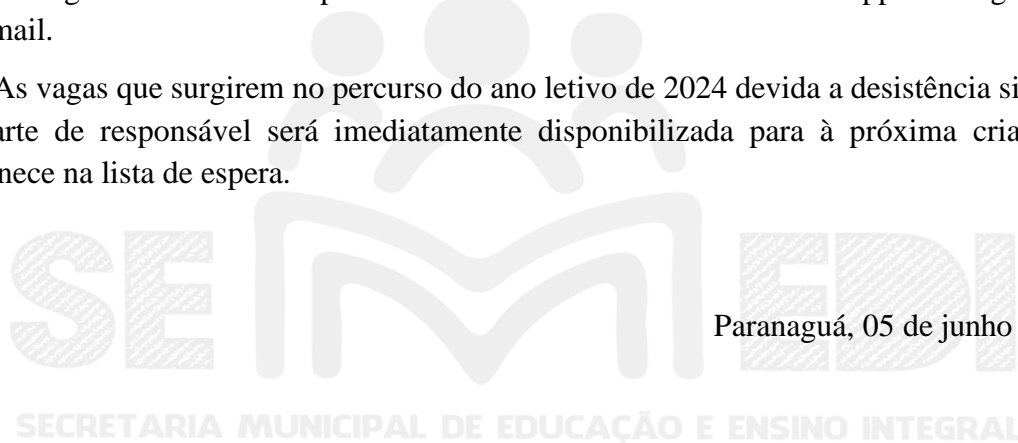 mail.
As vagas que surgirem no percurso do ano letivo de 2024 devida a desistência si
arte de responsável será imediatamente disponibilizada para à próxima cria
nece na lista de espera.
SEMEDI
Paranaguá, 05 de junho
SECRETARIA MUNICIPAL DE EDUCAÇÃO E ENSINO INTEGRAL